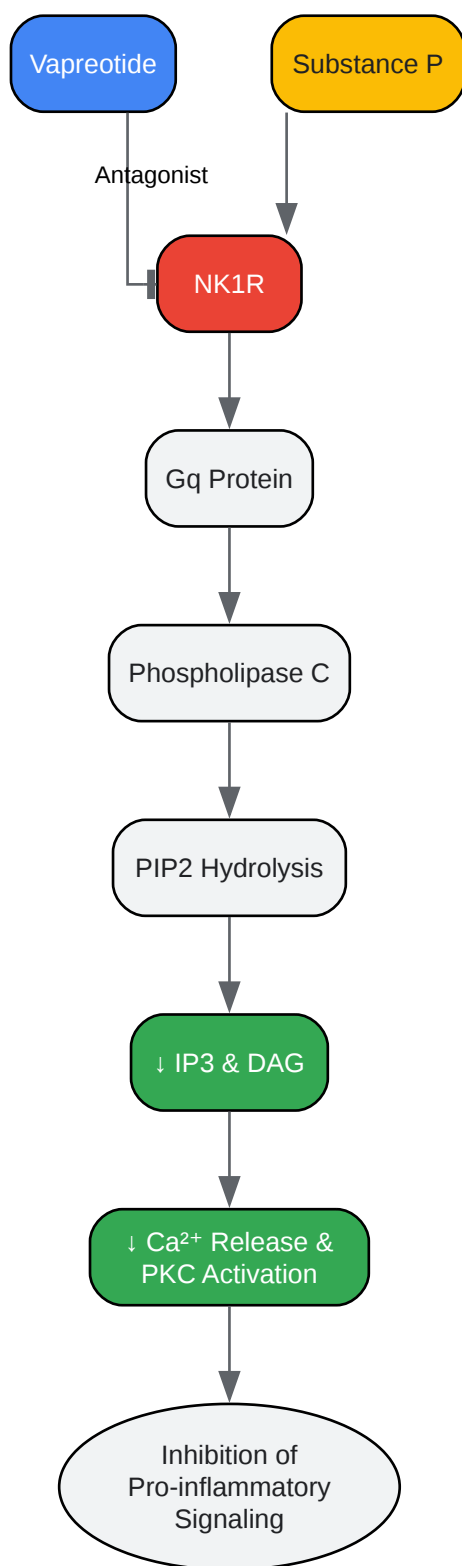 Vapreotide
Substance P
Antagonist
NK1R
Gq Protein
Phospholipase C
PIP2 Hydrolysis
↓ IP3 & DAG
↓ Ca²⁺ Release &
PKC Activation
Inhibition of
Pro-inflammatory
Signaling